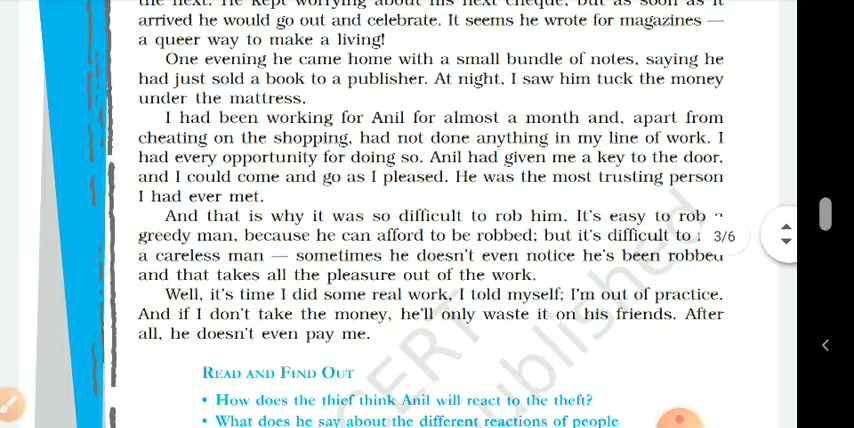 the next. He kept worrying about his next cheque, but as soon as it
arrived he would go out and celebrate. It seems he wrote for magazines —
a queer way to make a living!
One evening he came home with a small bundle of notes, saying he
had just sold a book to a publisher. At night, I saw him tuck the money
under the mattress.
I had been working for Anil for almost a month and, apart from
cheating on the shopping, had not done anything in my line of work. I
had every opportunity for doing so. Anil had given me a key to the door,
and I could come and go as I pleased. He was the most trusting person
I had ever met.
And that is why it was so difficult to rob him. It's easy to rob
greedy man, because he can afford to be robbed; but it's difficult to
3/6
a careless man — sometimes he doesn't even notice he's been robbed
and that takes all the pleasure out of the work.
Well, it's time I did some real work, I told myself; I'm out of practice.
And if I don't take the money, he'll only waste it on his friends. After
all, he doesn't even pay me.
READ AND FIND OUT
• How does the thief think Anil will react to the theft?
• What does he say about the different reactions of people